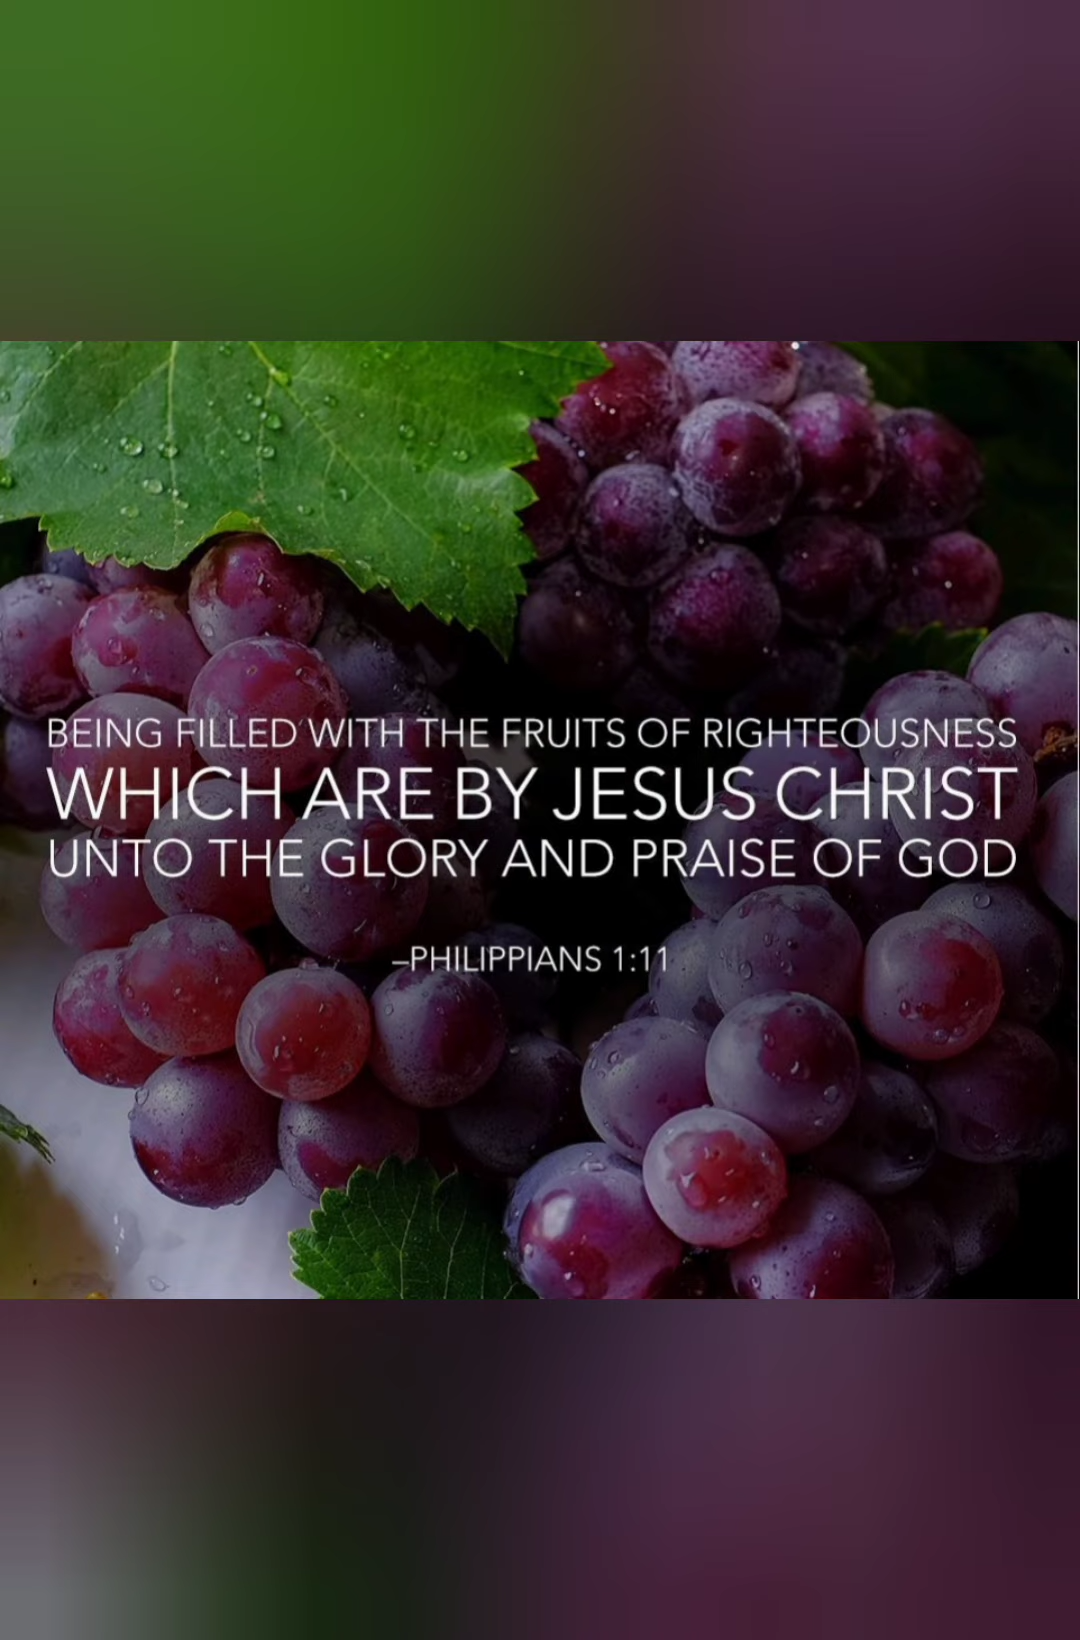 BEING FILLED WITH THE FRUITS OF RIGHTEOUSNESS
WHICH ARE BY JESUS CHRIST
UNTO THE GLORY AND PRAISE OF GOD
–PHILIPPIANS 1:11